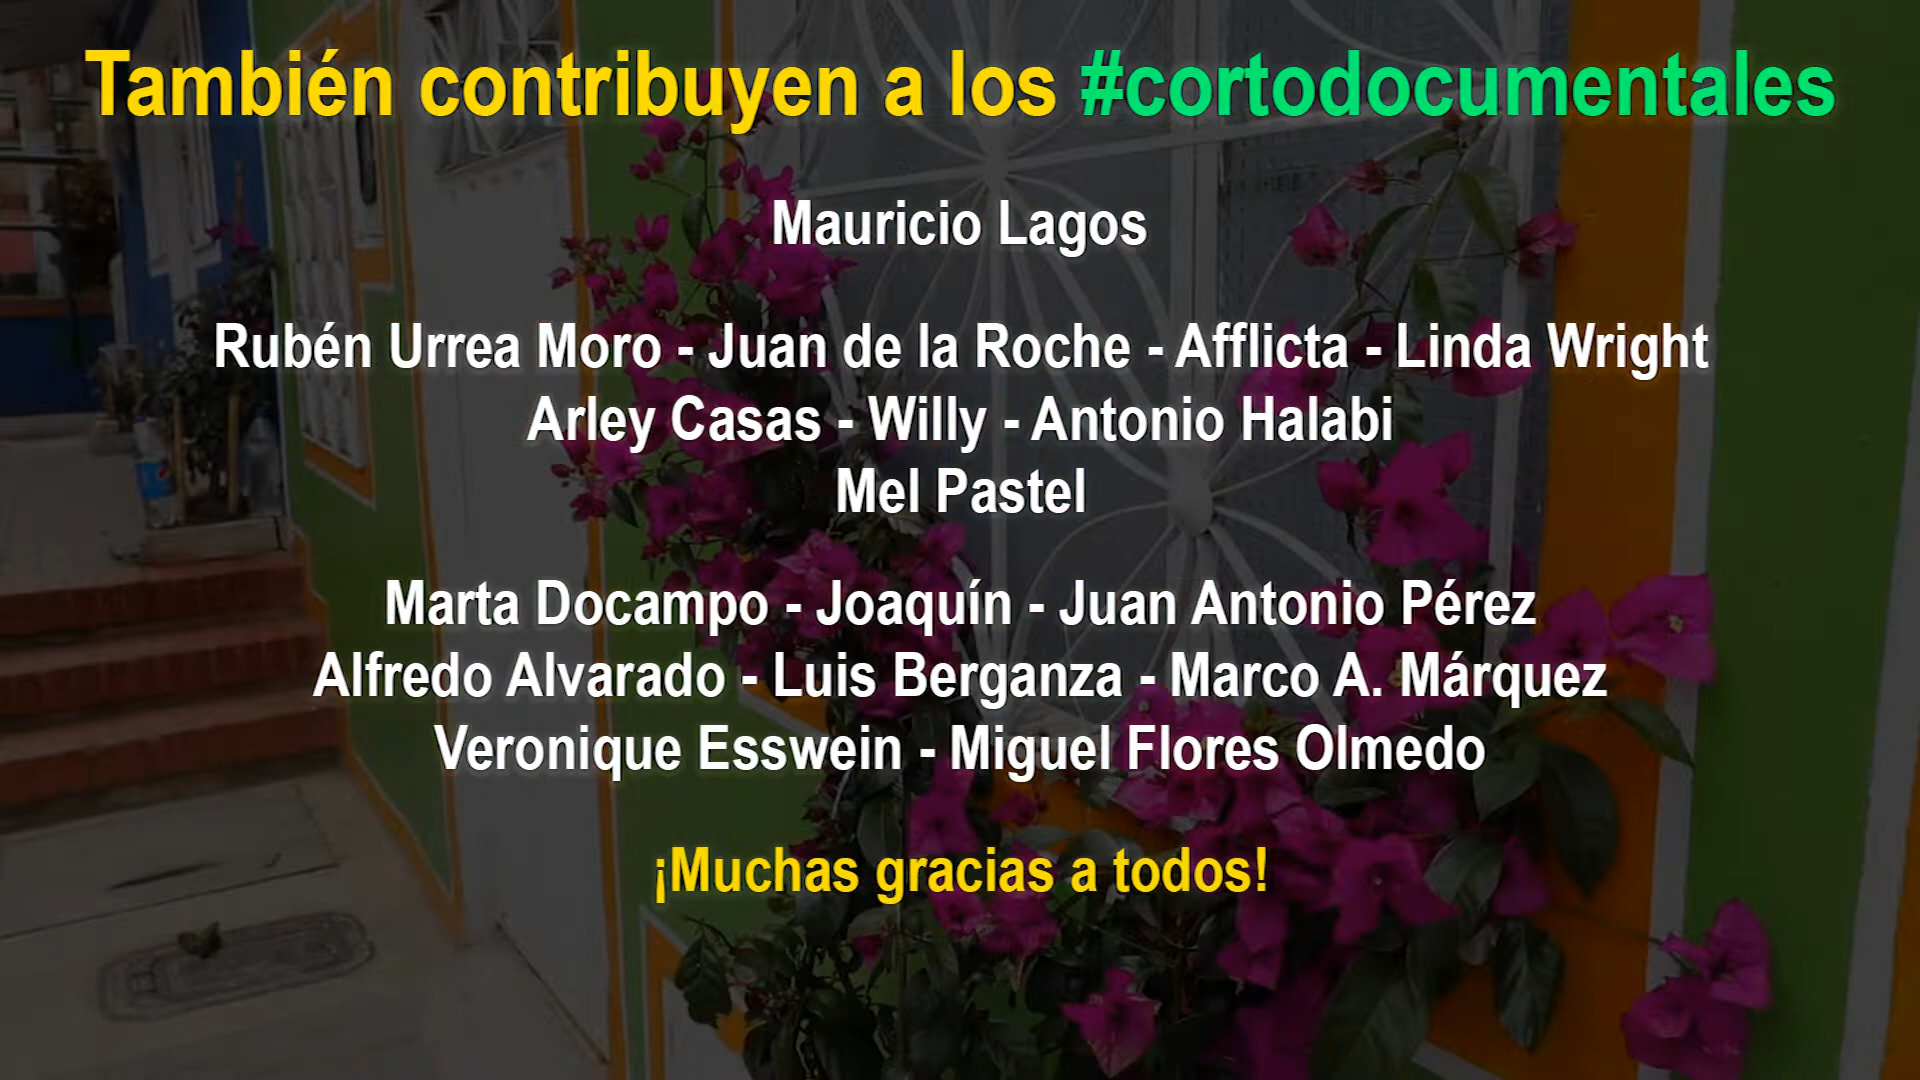 También contribuyen a los #cortodocumentales
Mauricio Lagos
Rubén Urrea Moro - Juan de la Roche - Afflicta - Linda Wright
Arley Casas - Willy - Antonio Halabi
Mel Pastel
Marta Docampo - Joaquín - Juan Antonio Pérez
Alfredo Alvarado - Luis Berganza - Marco A. Márquez
Veronique Esswein - Miguel Flores Olmedo
¡Muchas gracias a todos!